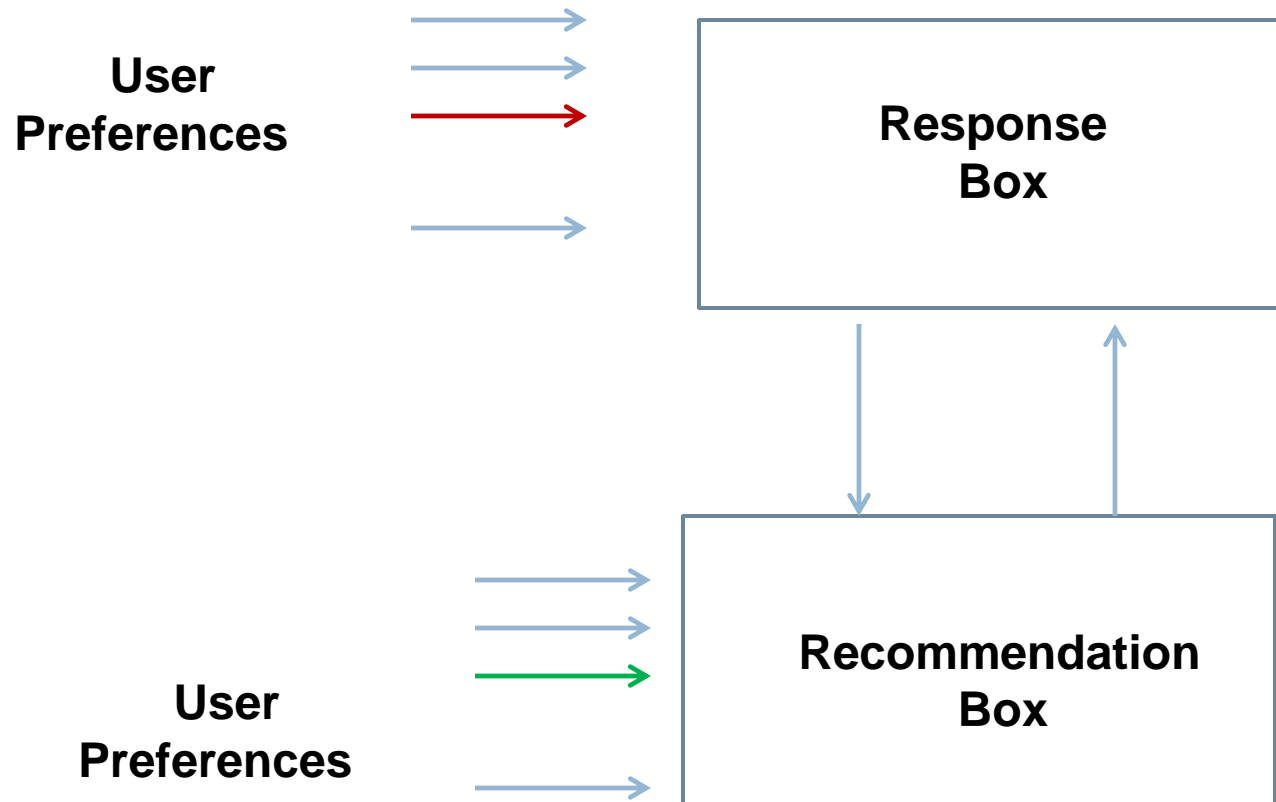 User
Preferences
Response
Box
Recommendation
Box
User
Preferences